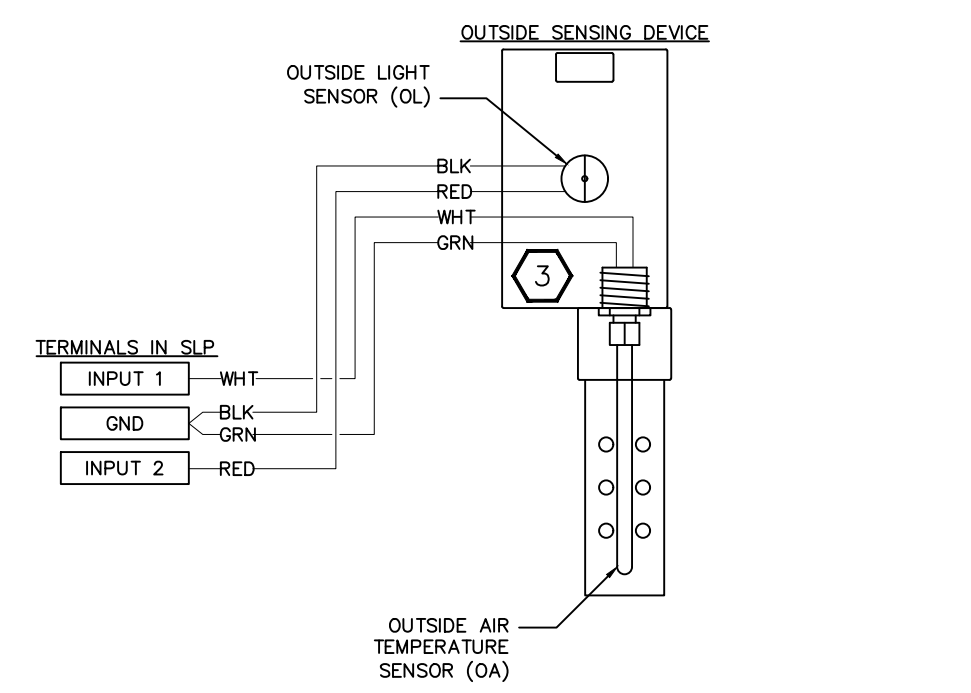 OUTSIDE SENSING DEVICE
OUTSIDE LIGHT
SENSOR (OL)
BLK
RED
WHT
GRN
3
TERMINALS IN SLP
INPUT 1
WHT
BLK
GND
GRN
INPUT 2
RED
OUTSIDE AIR
TEMPERATURE
SENSOR (OA)